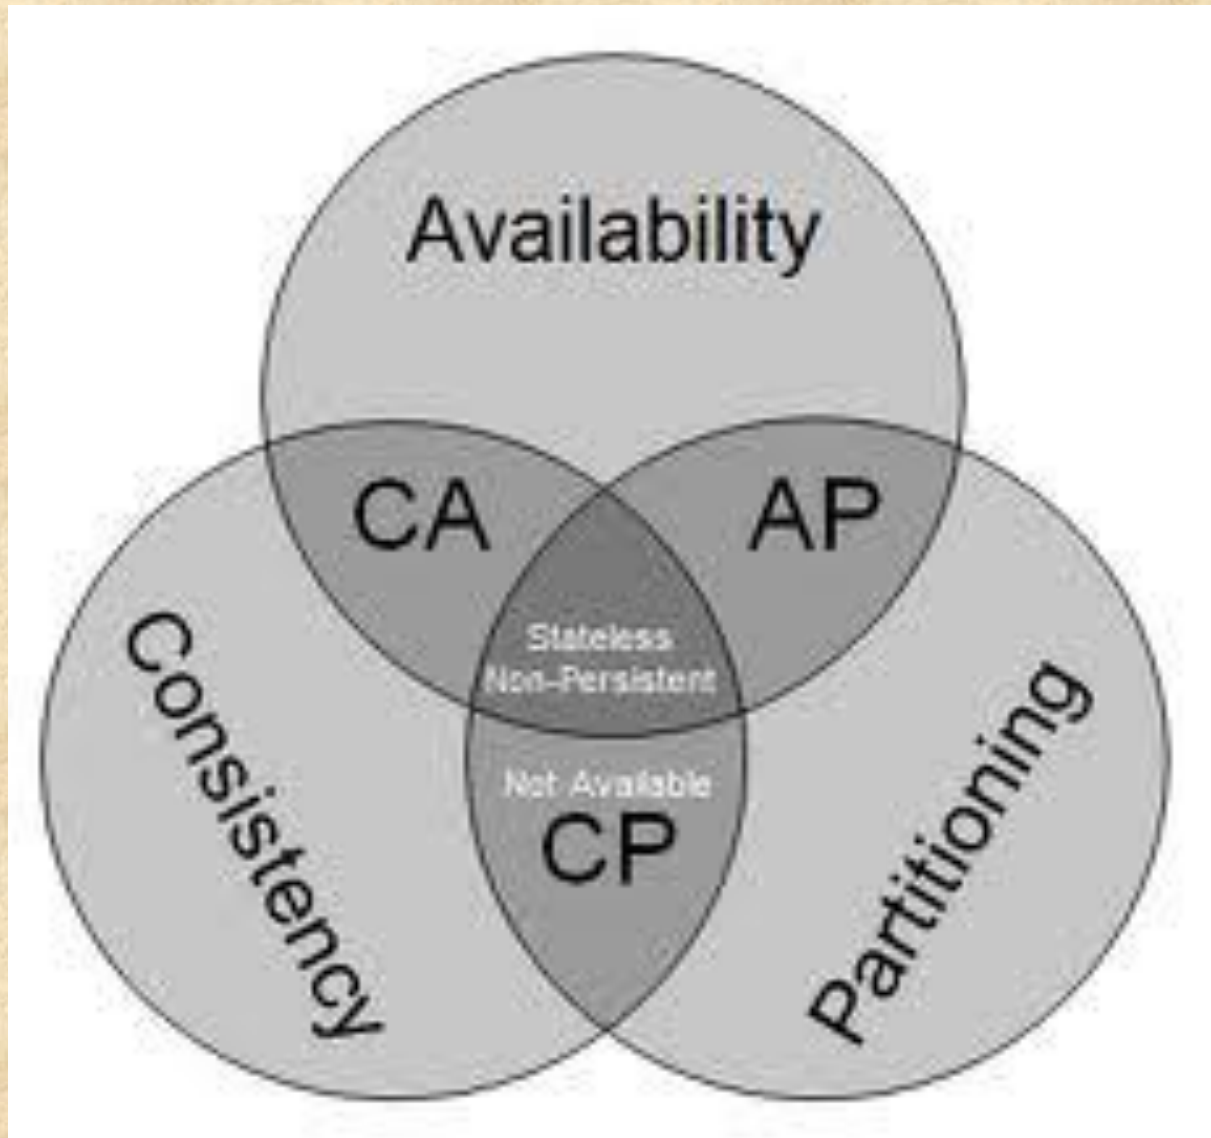 Availability
CA
AP
Stateless
Non-Persistent
Consistency
Partitioning
Not Available
CP